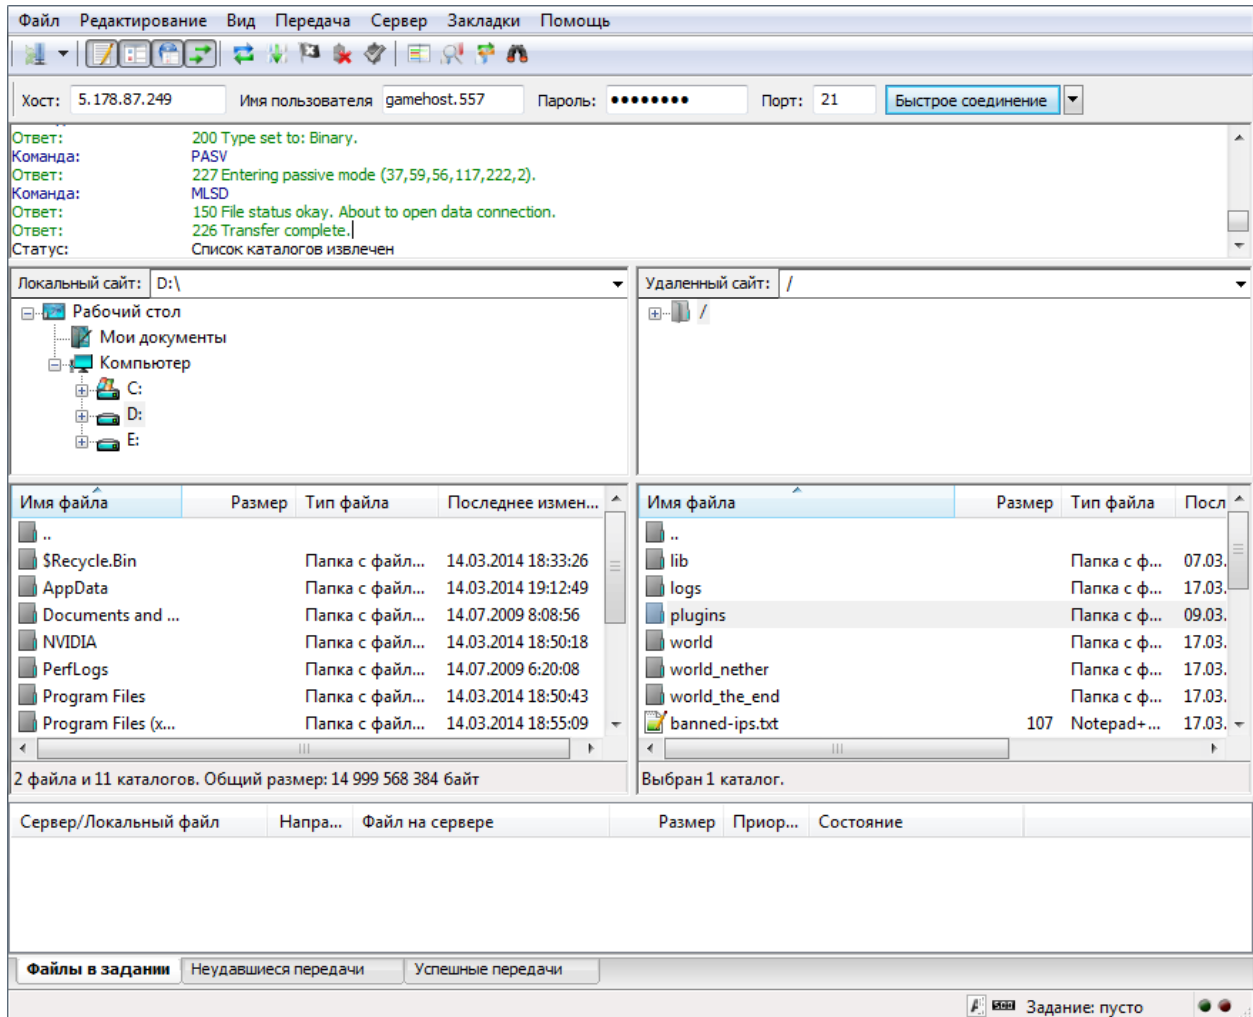 Файл Редактирование Вид Передача Сервер Закладки Помощь
Хост: 5.178.87.249 Имя пользователя gamehost.557 Пароль: ●●●●●●●● Порт: 21 Быстрое соединение
Ответ: 200 Type set to: Binary.
Команда: PASV
Ответ: 227 Entering passive mode (37,59,56,117,222,2).
Команда: MLSD
Ответ: 150 File status okay. About to open data connection.
Ответ: 226 Transfer complete.
Статус: Список каталогов извлечен
Локальный сайт: D:\
Рабочий стол
Мои документы
Компьютер
C:
D:
E:
Удаленный сайт: /
/
Имя файла Размер Тип файла Последнее измен...
..
$Recycle.Bin Папка с файл... 14.03.2014 18:33:26
AppData Папка с файл... 14.03.2014 19:12:49
Documents and ... Папка с файл... 14.07.2009 8:08:56
NVIDIA Папка с файл... 14.03.2014 18:50:18
PerfLogs Папка с файл... 14.07.2009 6:20:08
Program Files Папка с файл... 14.03.2014 18:50:43
Program Files (x... Папка с файл... 14.03.2014 18:55:09
2 файла и 11 каталогов. Общий размер: 14 999 568 384 байт
Имя файла Размер Тип файла Посл
..
lib Папка с ф... 07.03.
logs Папка с ф... 17.03.
plugins Папка с ф... 09.03.
world Папка с ф... 17.03.
world_nether Папка с ф... 17.03.
world_the_end Папка с ф... 17.03.
banned-ips.txt 107 Notepad+... 17.03.
Выбран 1 каталог.
Сервер/Локальный файл Напра... Файл на сервере Размер Приор... Состояние
Файлы в задании Неудавшиеся передачи Успешные передачи
Задание: пусто